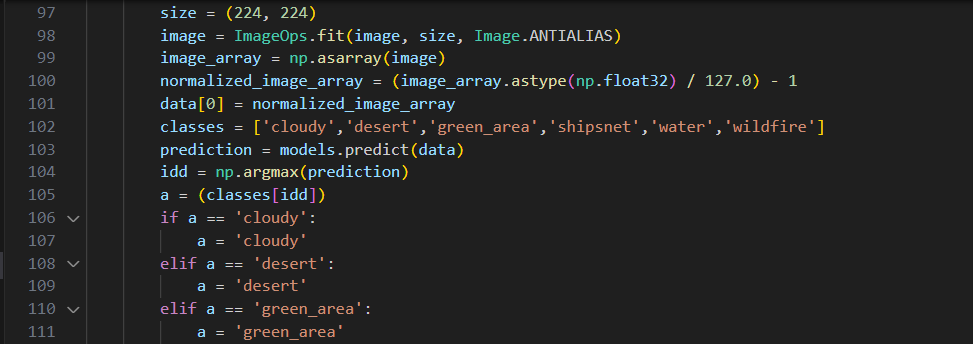 97 size = (224, 224)
98 image = ImageOps.fit(image, size, Image.ANTIALIAS)
99 image_array = np.asarray(image)
100 normalized_image_array = (image_array.astype(np.float32) / 127.0) - 1
101 data[0] = normalized_image_array
102 classes = ['cloudy','desert','green_area','shipsnet','water','wildfire']
103 prediction = models.predict(data)
104 idd = np.argmax(prediction)
105 a = (classes[idd])
106 if a == 'cloudy':
107 a = 'cloudy'
108 elif a == 'desert':
109 a = 'desert'
110 elif a == 'green_area':
111 a = 'green_area'